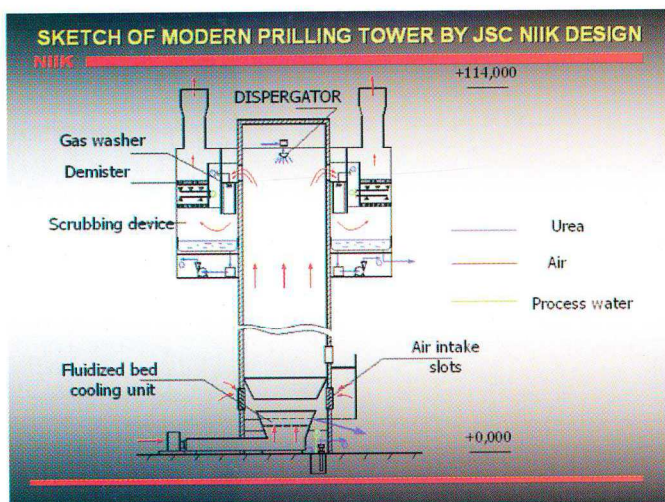 SKETCH OF MODERN PRILLING TOWER BY JSC NIIK DESIGN
NIIK
+114,000
DISPERGATOR
Gas washer
Demister
Scrubbing device
Urea
Air
Process water
Fluidized bed
cooling unit
Air intake
slots
+0,000